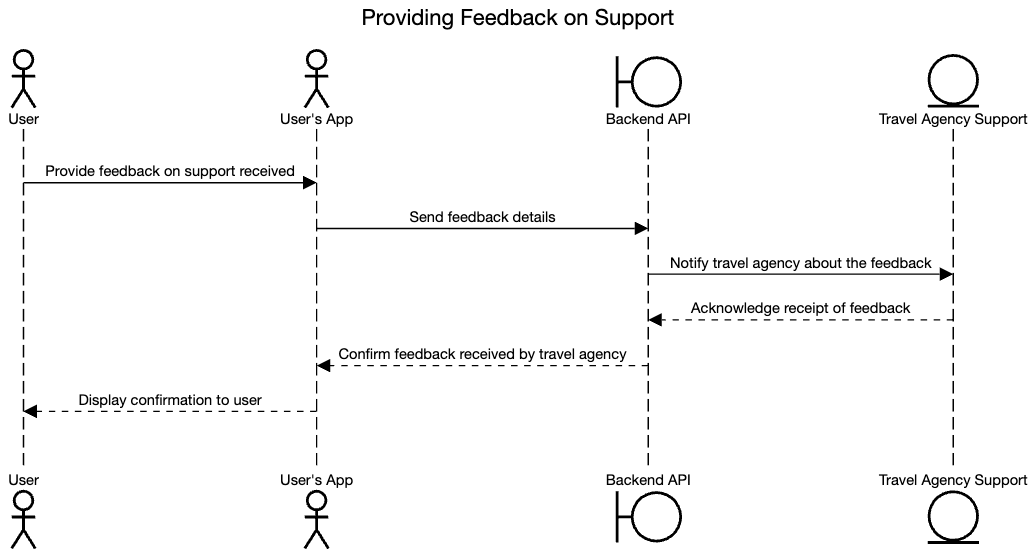 Providing Feedback on Support
User
User's App
Backend API
Travel Agency Support
Provide feedback on support received
Send feedback details
Notify travel agency about the feedback
Acknowledge receipt of feedback
Confirm feedback received by travel agency
Display confirmation to user
User
User's App
Backend API
Travel Agency Support